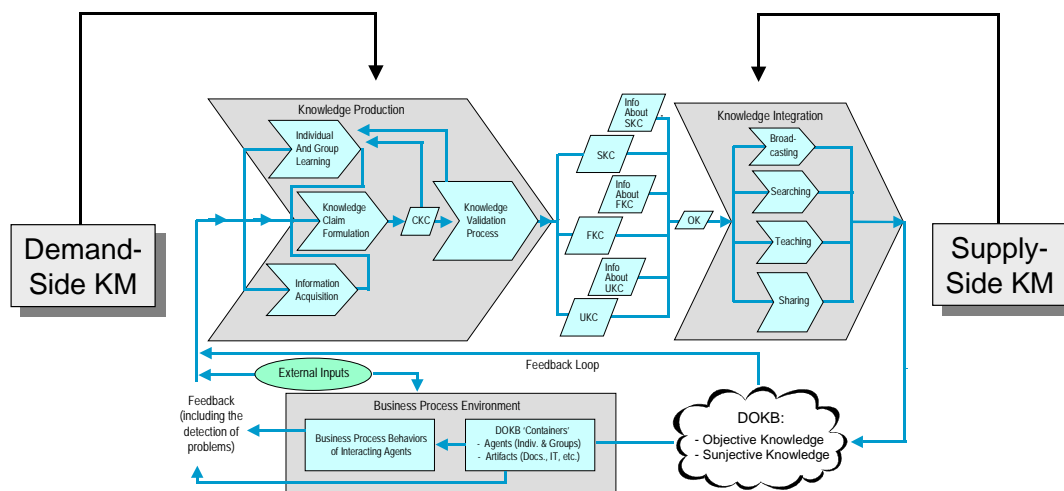 Demand-
Side KM
Knowledge Production
Individual
And Group
Learning
Knowledge
Claim
Formulation
Information
Acquisition
CKC
Knowledge
Validation
Process
Info
About
SKC
SKC
Info
About
FKC
FKC
Info
About
UKC
UKC
OK
Knowledge Integration
Broad-
casting
Searching
Teaching
Sharing
Supply-
Side KM
Feedback Loop
External Inputs
Feedback
(including the
detection of
problems)
Business Process Environment
Business Process Behaviors
of Interacting Agents
DOKB 'Containers'
- Agents (Indiv. & Groups)
- Artifacts (Docs., IT, etc.)
DOKB:
- Objective Knowledge
- Sunjective Knowledge